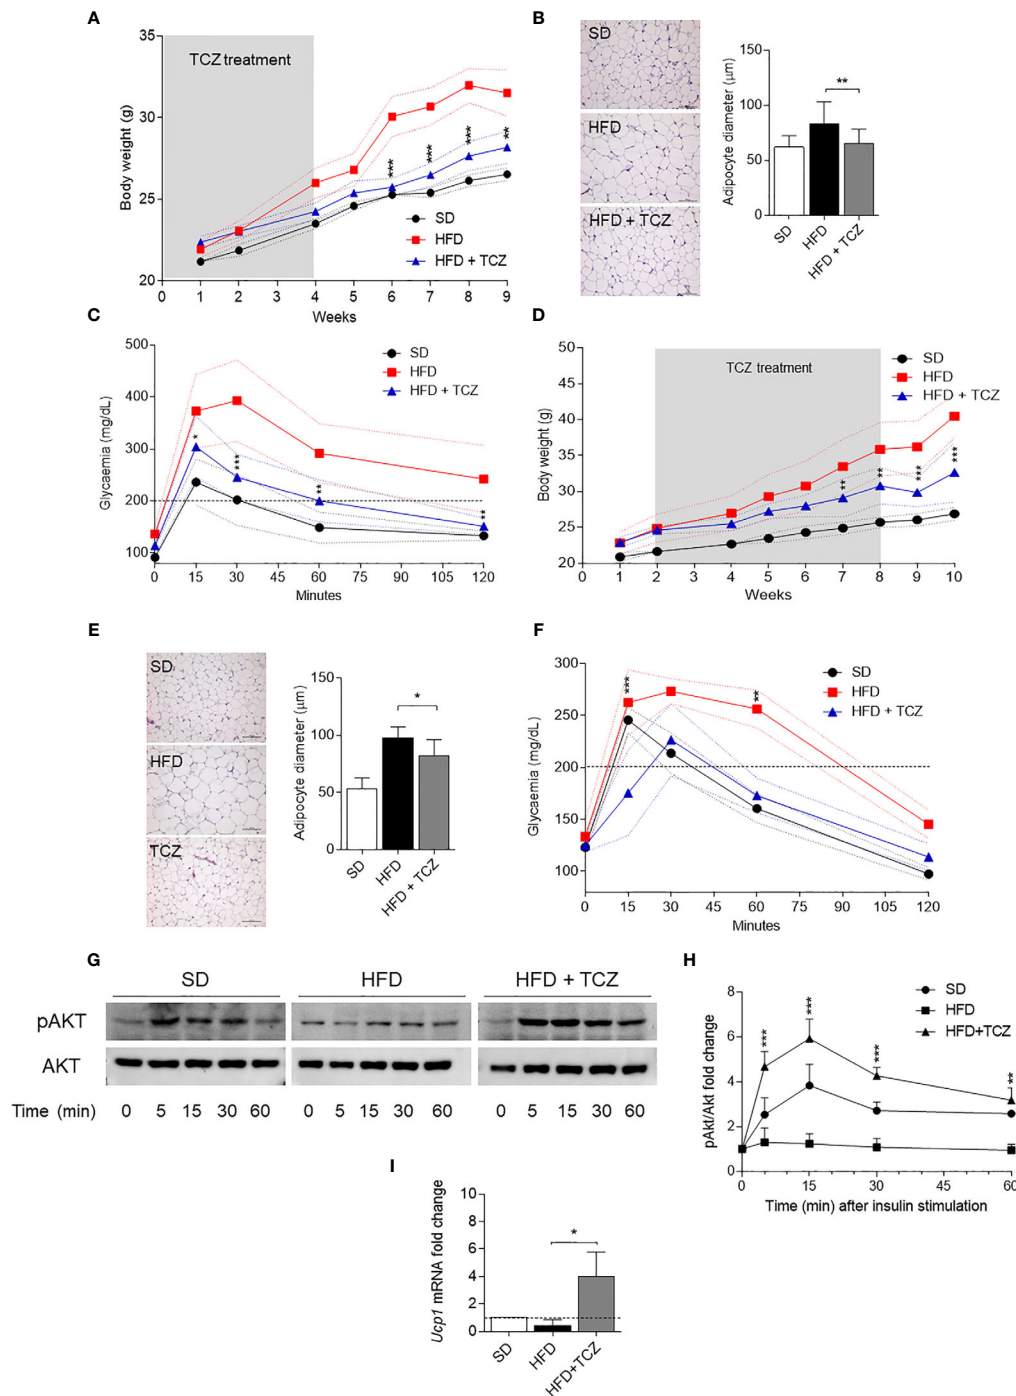 A
35
30
25
20
Body weight (g)
TCZ treatment
***
***
***
**
SD
HFD
HFD + TCZ
0 1 2 3 4 5 6 7 8 9
Weeks
B
SD
HFD
HFD + TCZ
150
100
50
0
Adipocyte diameter (µm)
**
SD
HFD
HFD + TCZ
C
500
400
300
200
100
Glycaemia (mg/dL)
SD
HFD
HFD + TCZ
*
***
**
**
0 15 30 45 60 75 90 105 120
Minutes
D
50
45
40
35
30
25
20
Body weight (g)
TCZ treatment
SD
HFD
HFD + TCZ
**
**
***
***
0 1 2 3 4 5 6 7 8 9 10
Weeks
E
SD
HFD
TCZ
150
100
50
0
Adipocyte diameter (µm)
*
SD
HFD
HFD + TCZ
F
300
250
200
150
100
Glycaemia (mg/dL)
***
**
SD
HFD
HFD + TCZ
0 15 30 45 60 75 90 105 120
Minutes
G
SD HFD HFD + TCZ
pAKT
AKT
Time (min) 0 5 15 30 60 0 5 15 30 60 0 5 15 30 60
H
8
6
4
2
0
pAkt/Akt fold change
***
***
***
**
SD
HFD
HFD+TCZ
0 15 30 45 60
Time (min) after insulin stimulation
I
10
8
6
4
2
0
Ucp1 mRNA fold change
*
SD
HFD
HFD+TCZ